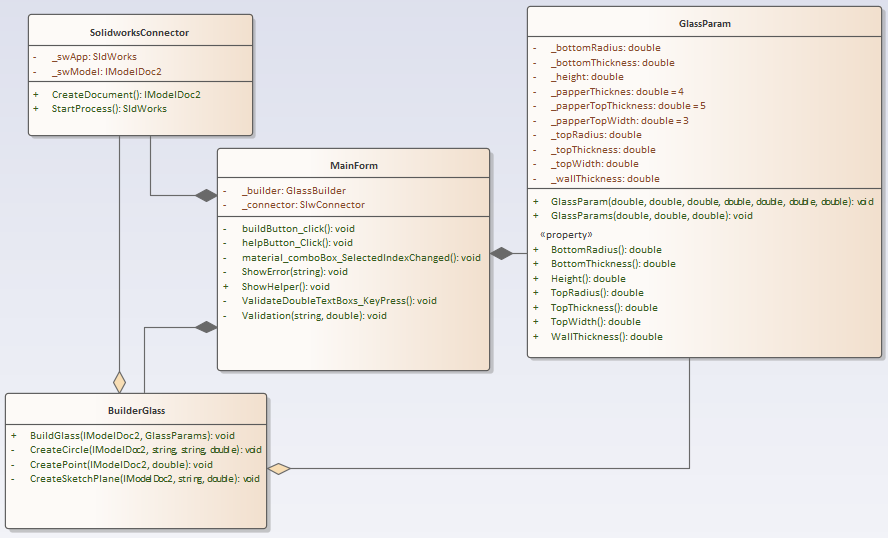 SolidworksConnector
- _swApp: SldWorks
- _swModel: IModelDoc2
+ CreateDocument(): IModelDoc2
+ StartProcess(): SldWorks
MainForm
- _builder: GlassBuilder
- _connector: SlwConnector
- buildButton_click(): void
- helpButton_Click(): void
- material_comboBox_SelectedIndexChanged(): void
- ShowError(string): void
+ ShowHelper(): void
- ValidateDoubleTextBoxs_KeyPress(): void
- Validation(string, double): void
GlassParam
- _bottomRadius: double
- _bottomThickness: double
- _height: double
- _papperThicknes: double = 4
- _papperTopThickness: double = 5
- _papperTopWidth: double = 3
- _topRadius: double
- _topThickness: double
- _topWidth: double
- _wallThickness: double
+ GlassParam(double, double, double, double, double, double, double): void
+ GlassParams(double, double, double): void
«property»
+ BottomRadius(): double
+ BottomThickness(): double
+ Height(): double
+ TopRadius(): double
+ TopThickness(): double
+ TopWidth(): double
+ WallThickness(): double
BuilderGlass
+ BuildGlass(IModelDoc2, GlassParams): void
- CreateCircle(IModelDoc2, string, string, double): void
- CreatePoint(IModelDoc2, double): void
- CreateSketchPlane(IModelDoc2, string, double): void